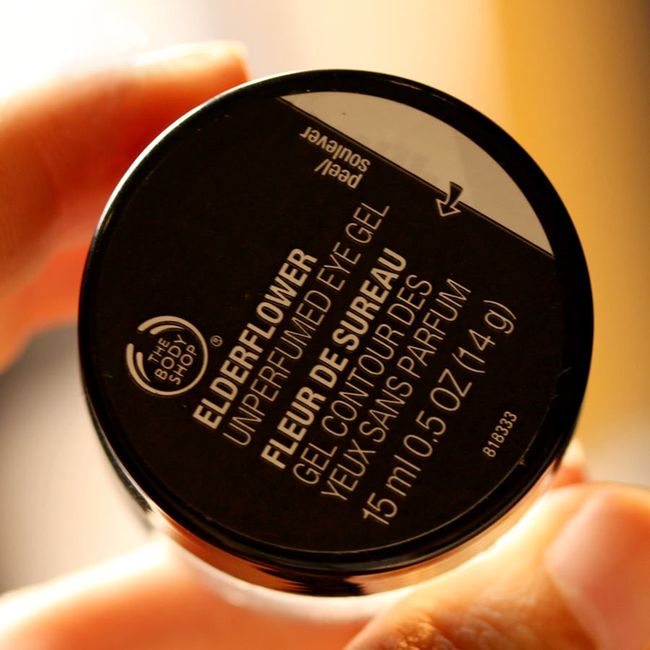 peel/
soulever
THE
BODY
SHOP®
ELDERFLOWER
UNPERFUMED EYE GEL
FLEUR DE SUREAU
GEL CONTOUR DES
YEUX SANS PARFUM
15 ml 0.5 OZ (14 g)
818333